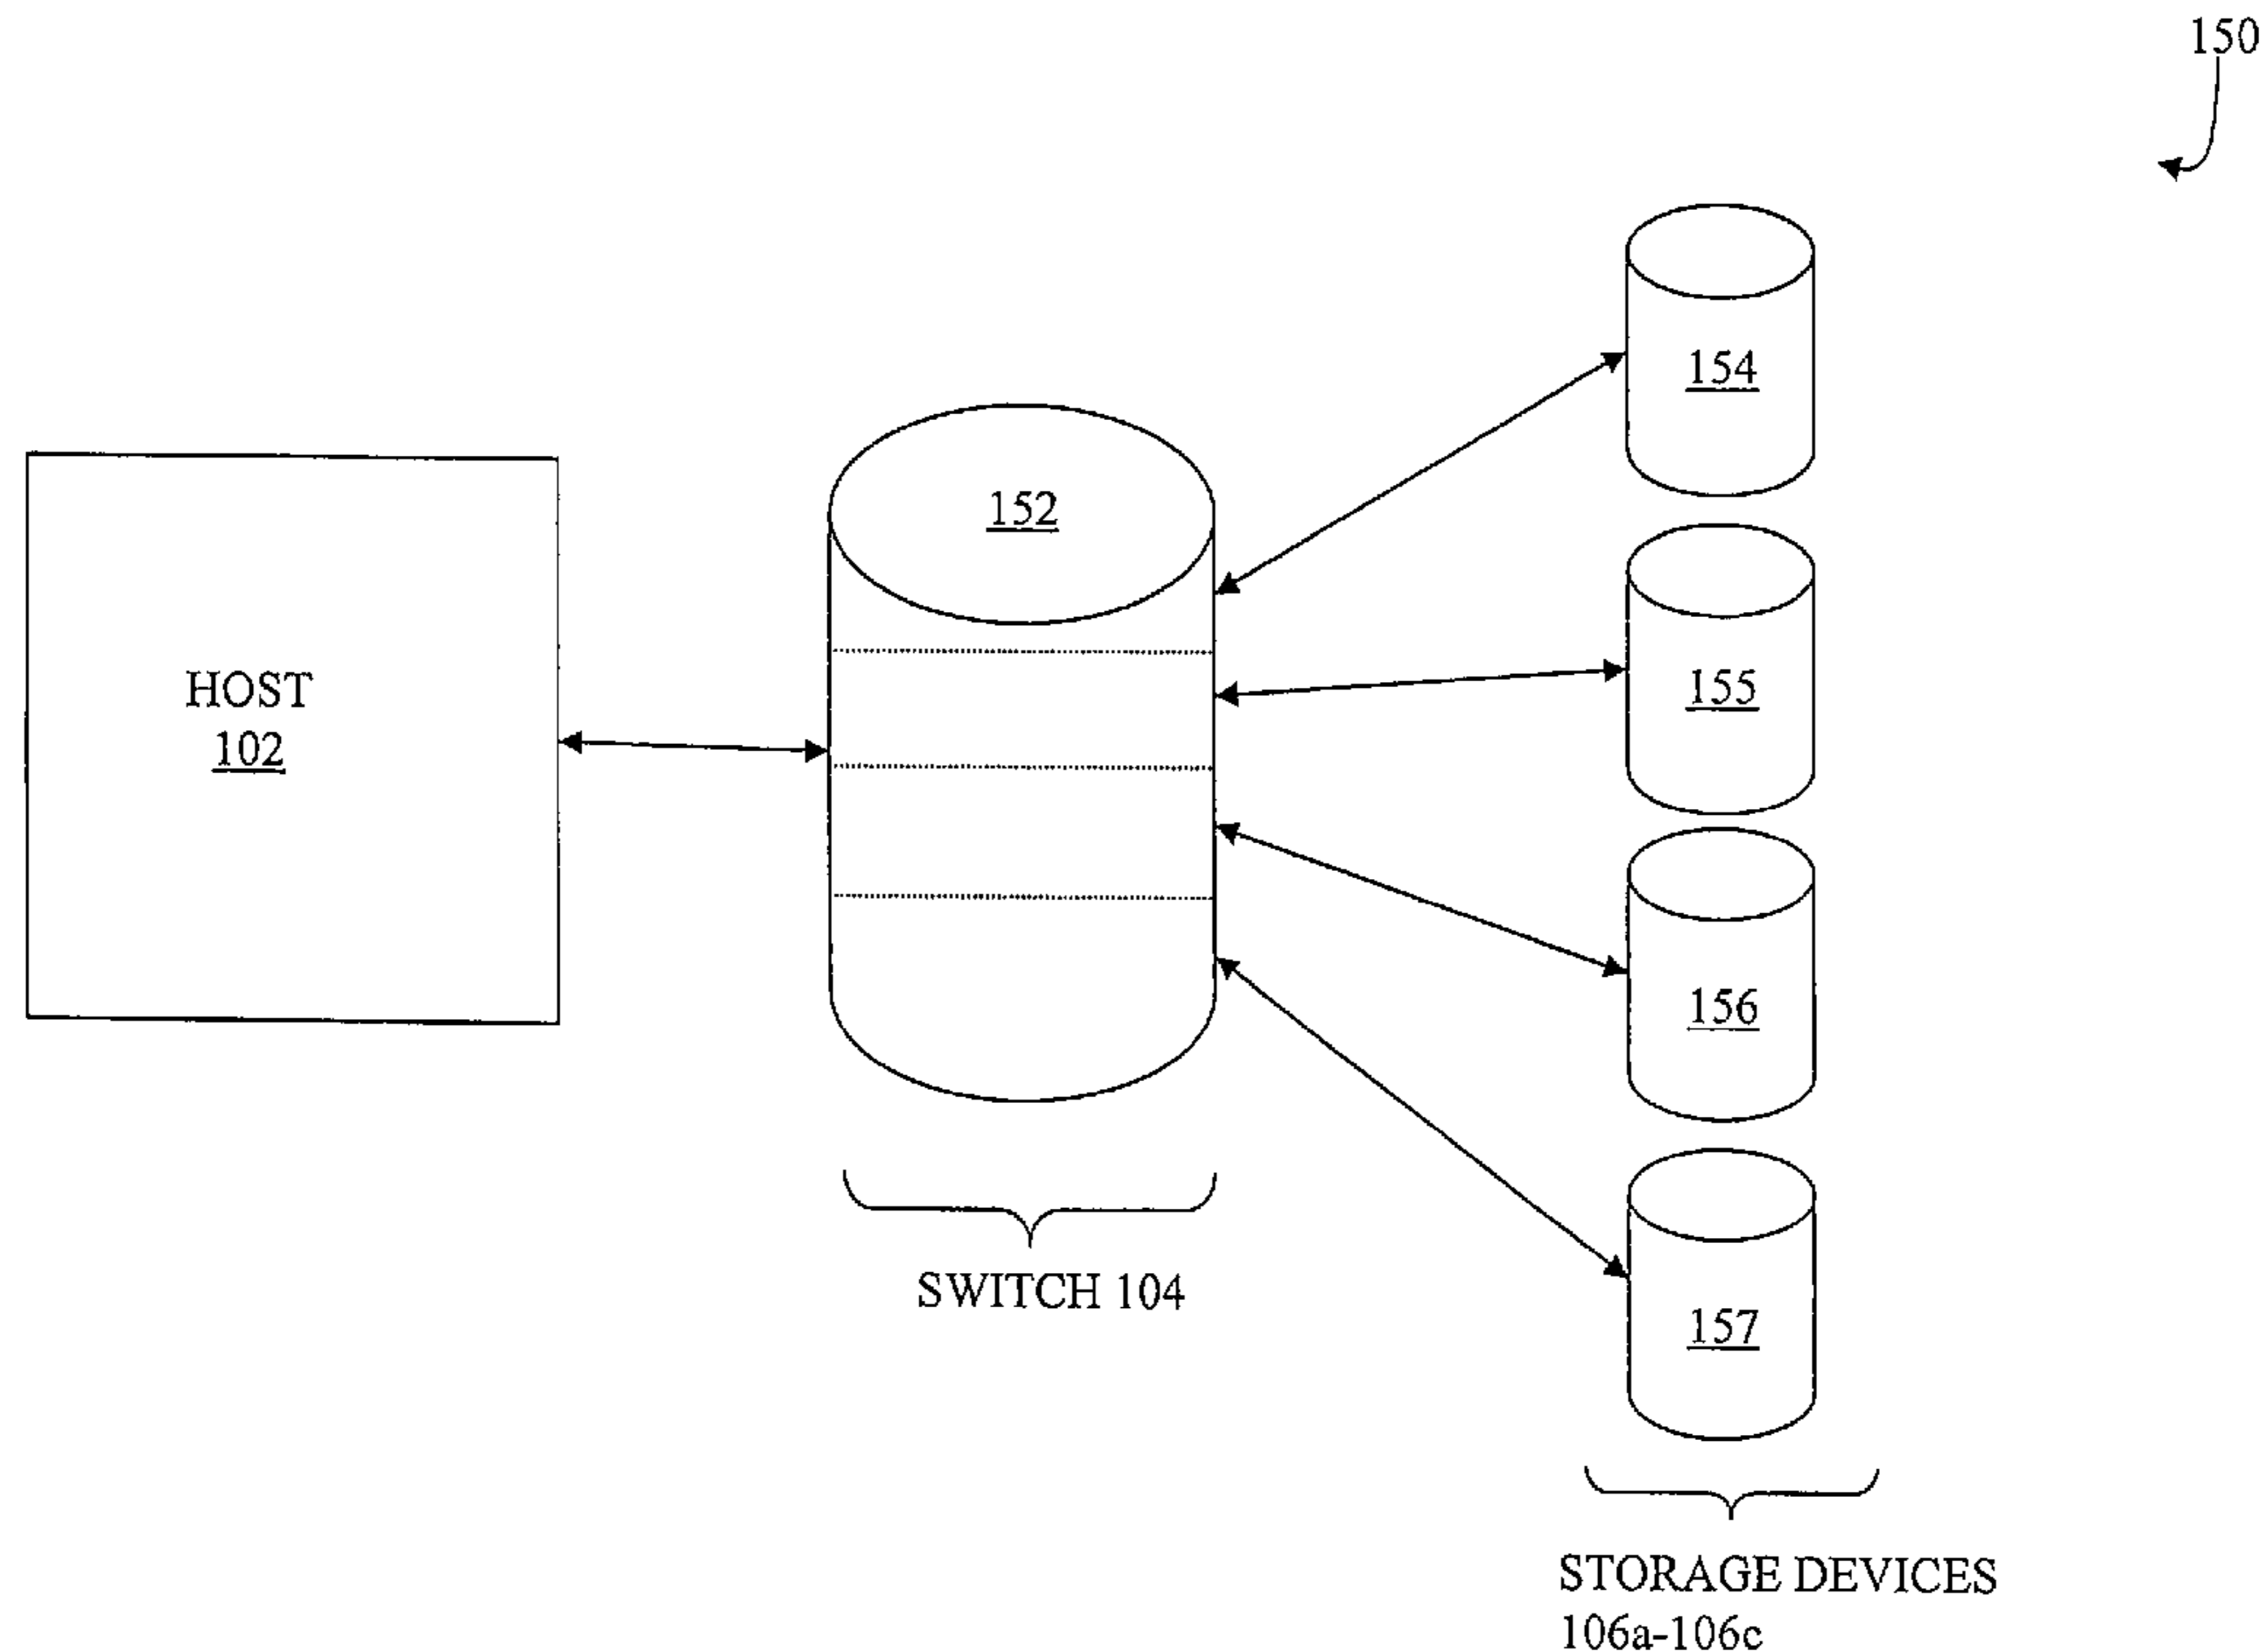 150
154
152
155
HOST
102
156
SWITCH 104
157
STORAGE DEVICES
106a-106c